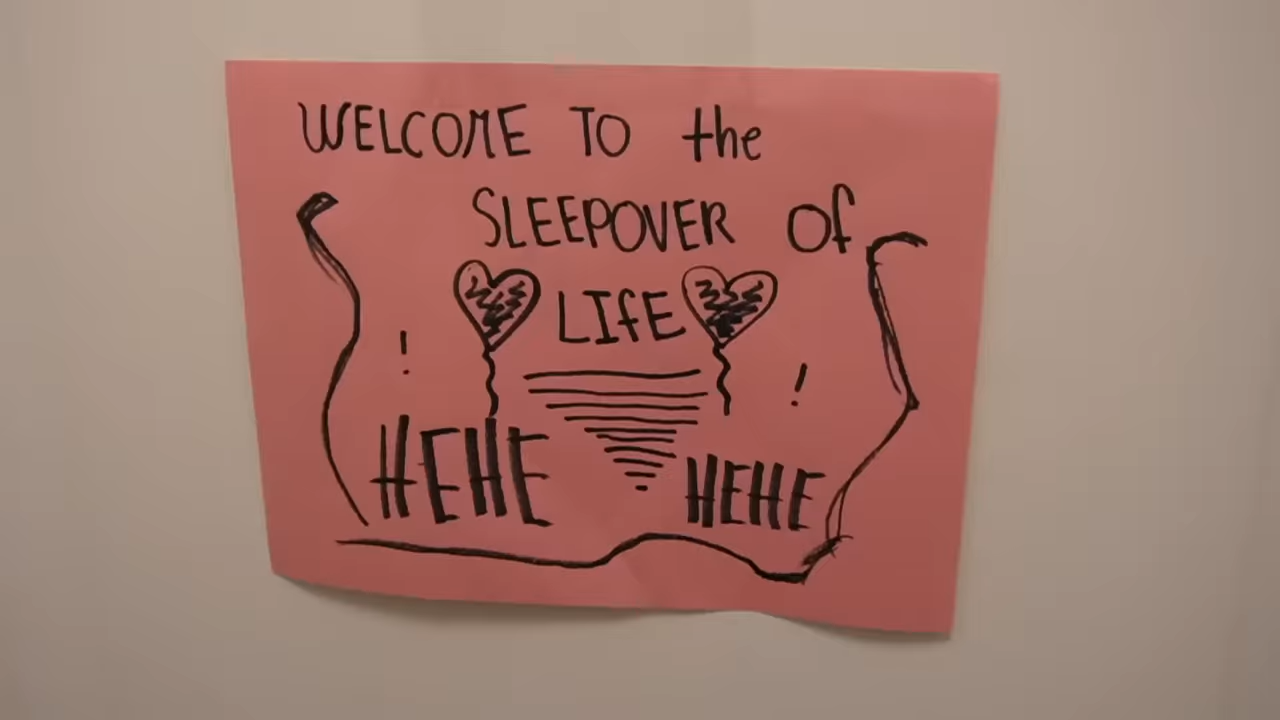 WELCOME TO the
SLEEPOVER Of
LIfE
! !
HEHE HEHE